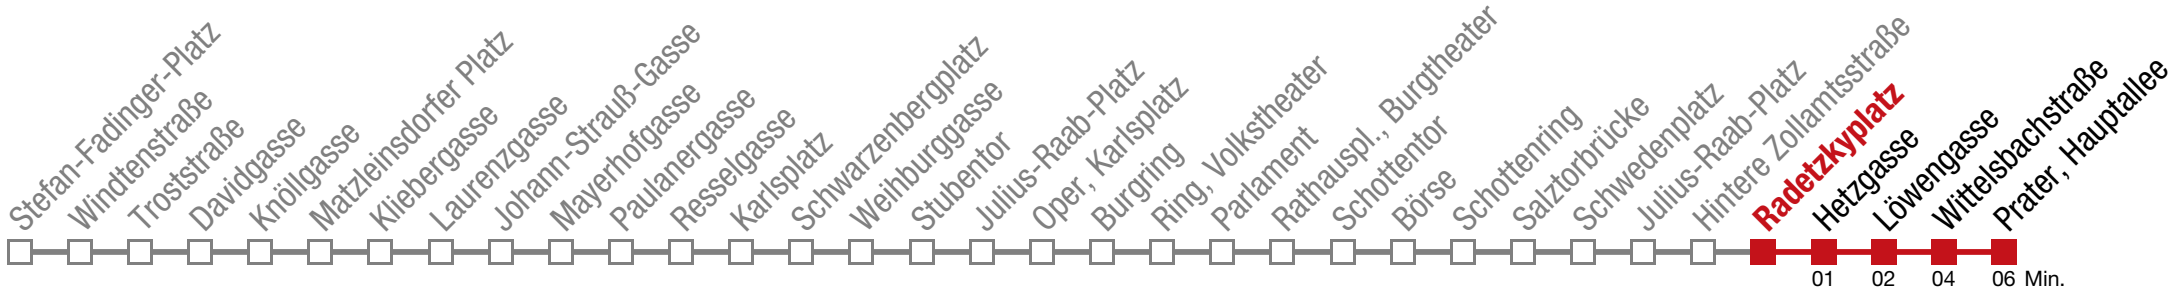 Stefan-Fadinger-Platz
Windtenstraße
Troststraße
Davidgasse
Knöllgasse
Matzleinsdorfer Platz
Kliebergasse
Laurenzgasse
Johann-Strauß-Gasse
Mayerhofgasse
Paulanergasse
Resselgasse
Karlsplatz
Schwarzenbergplatz
Weihburggasse
Stubentor
Julius-Raab-Platz
Oper, Karlsplatz
Burgring
Ring, Volkstheater
Parlament
Rathauspl., Burgtheater
Schottentor
Börse
Schottenring
Salztorbrücke
Schwedenplatz
Julius-Raab-Platz
Hintere Zollamtsstraße
Radetzkyplatz
Hetzgasse
Löwengasse
Wittelsbachstraße
Prater, Hauptallee
01 02 04 06 Min.